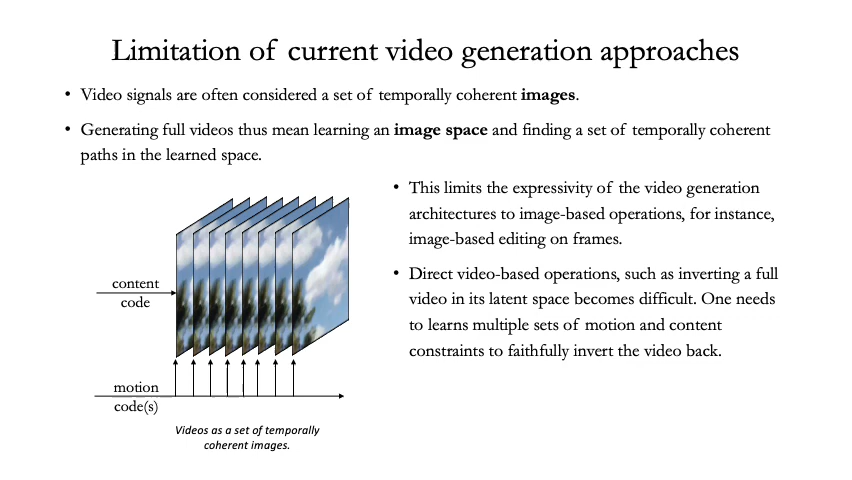 Limitation of current video generation approaches
• Video signals are often considered a set of temporally coherent images.
• Generating full videos thus mean learning an image space and finding a set of temporally coherent
paths in the learned space.
• This limits the expressivity of the video generation
architectures to image-based operations, for instance,
image-based editing on frames.
• Direct video-based operations, such as inverting a full
video in its latent space becomes difficult. One needs
to learns multiple sets of motion and content
constraints to faithfully invert the video back.
content
code
motion
code(s)
Videos as a set of temporally
coherent images.